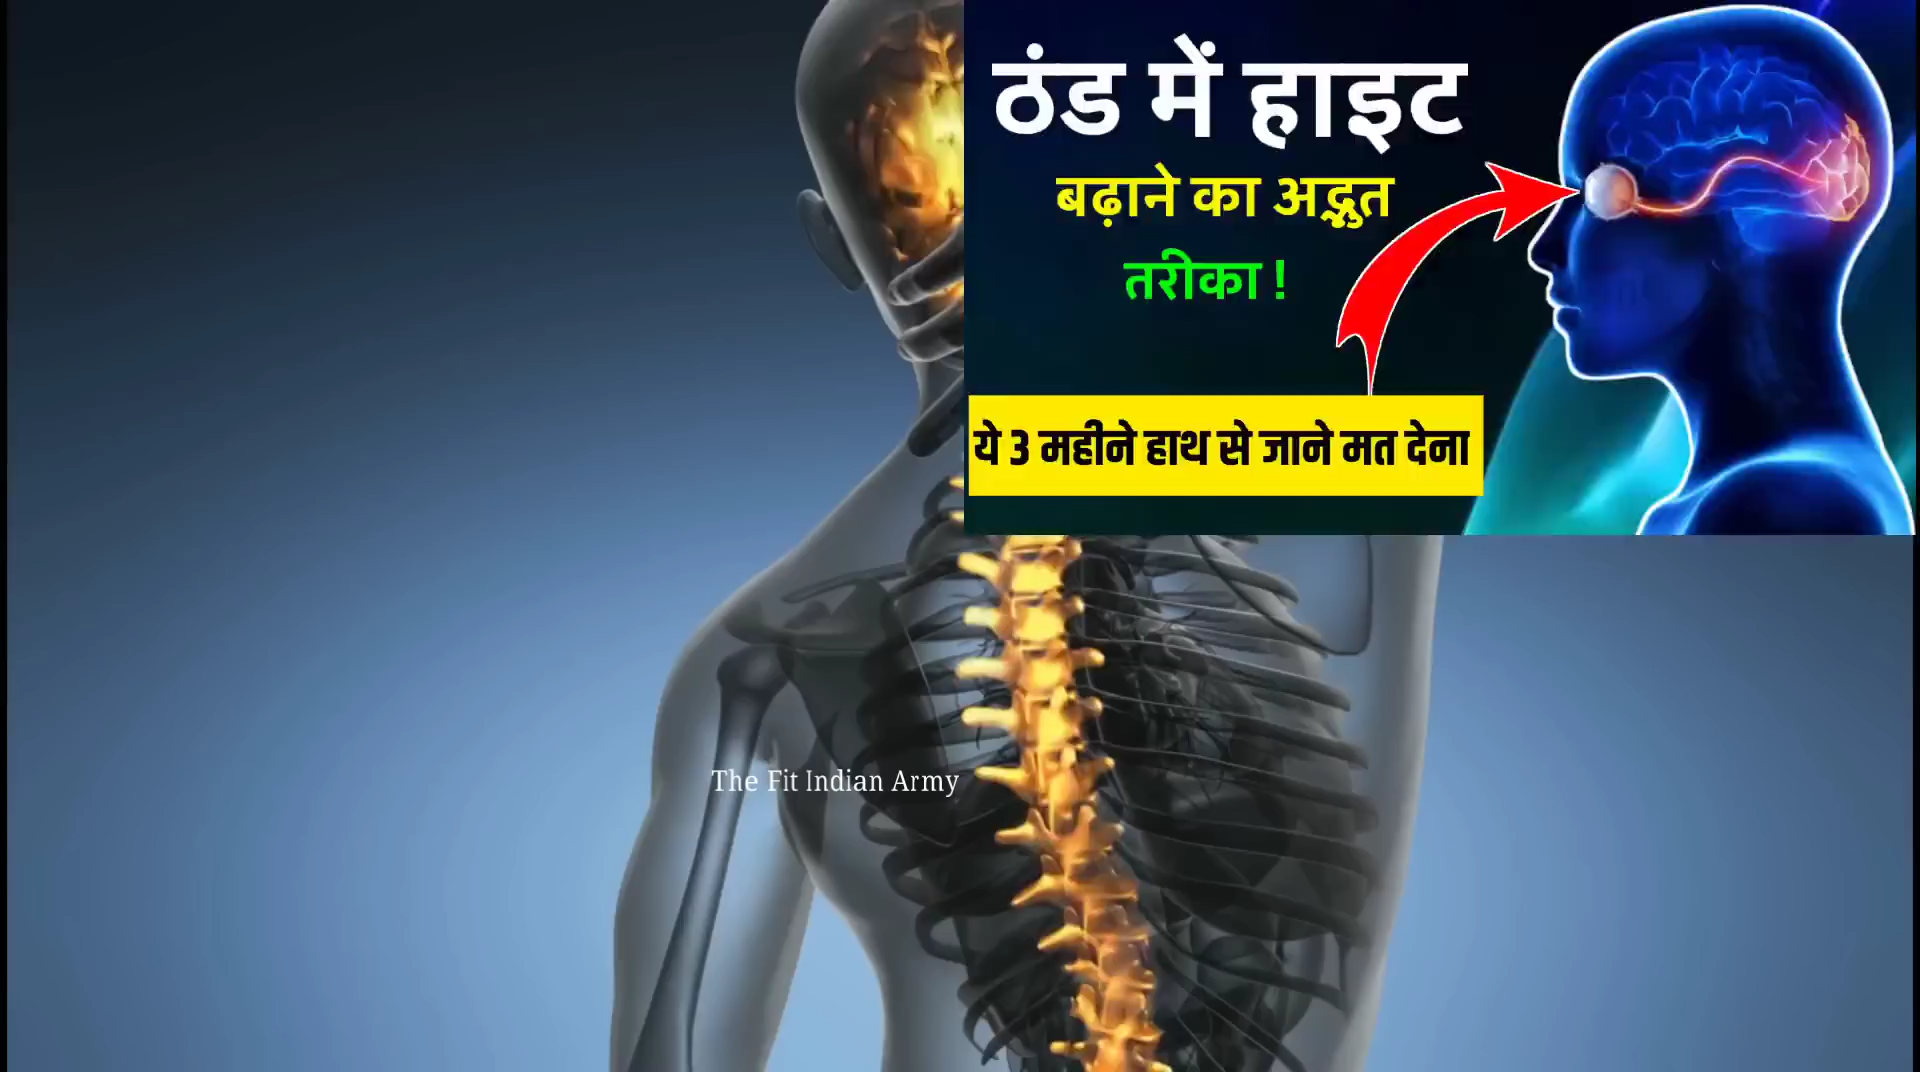 ठंड में हाइट
बढ़ाने का अद्भुत
तरीका !
ये 3 महीने हाथ से जाने मत देना
The Fit Indian Army